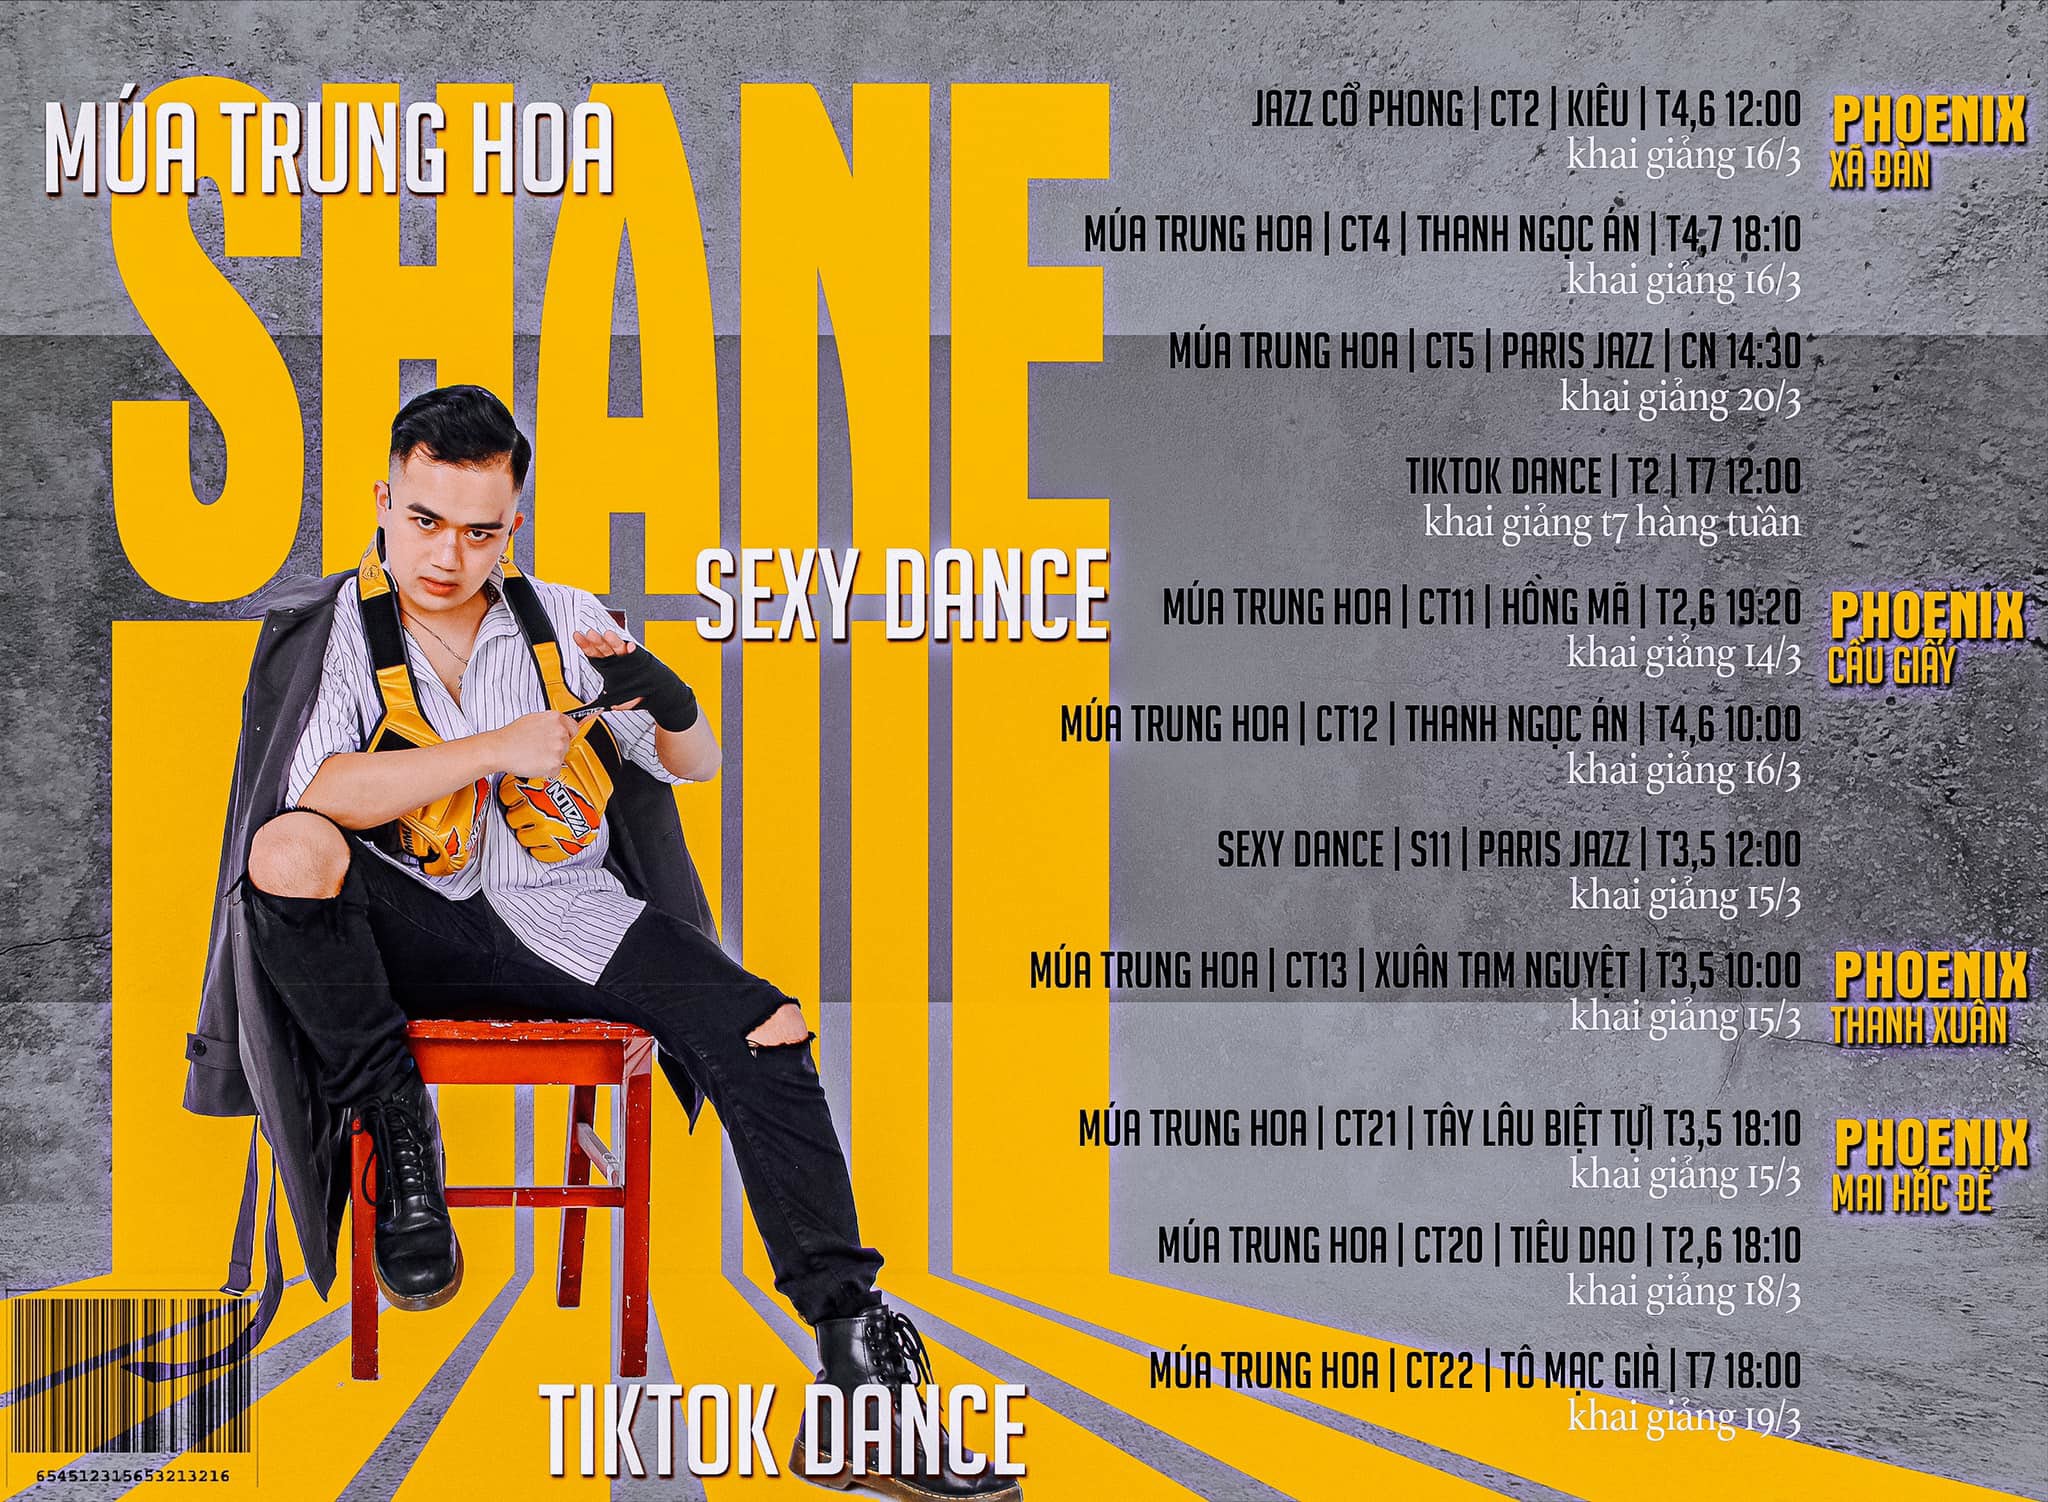 SHANE
MÚA TRUNG HOA
SEXY DANCE
TIKTOK DANCE
654512315653213216
JAZZ CỔ PHONG | CT2 | KIÊU | T4,6 12:00
khai giảng 16/3
PHOENIX
XÃ ĐÀN
MÚA TRUNG HOA | CT4 | THANH NGỌC ÁN | T4,7 18:10
khai giảng 16/3
MÚA TRUNG HOA | CT5 | PARIS JAZZ | CN 14:30
khai giảng 20/3
TIKTOK DANCE | T2 | T7 12:00
khai giảng t7 hàng tuần
MÚA TRUNG HOA | CT11 | HỒNG MÃ | T2,6 19:20
khai giảng 14/3
PHOENIX
CẦU GIẤY
MÚA TRUNG HOA | CT12 | THANH NGỌC ÁN | T4,6 10:00
khai giảng 16/3
SEXY DANCE | S11 | PARIS JAZZ | T3,5 12:00
khai giảng 15/3
MÚA TRUNG HOA | CT13 | XUÂN TAM NGUYỆT | T3,5 10:00
khai giảng 15/3
PHOENIX
THANH XUÂN
MÚA TRUNG HOA | CT21 | TÂY LÂU BIỆT TỰ| T3,5 18:10
khai giảng 15/3
PHOENIX
MAI HẮC ĐẾ
MÚA TRUNG HOA | CT20 | TIÊU DAO | T2,6 18:10
khai giảng 18/3
MÚA TRUNG HOA | CT22 | TÔ MẠC GIÀ | T7 18:00
khai giảng 19/3